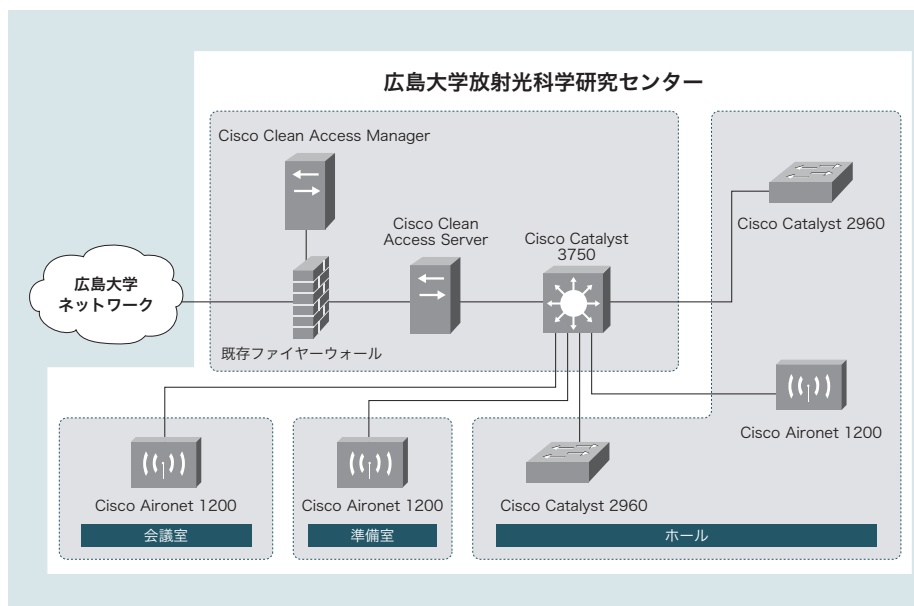 広島大学放射光科学研究センター
Cisco Clean Access Manager
Cisco Clean
Access Server
Cisco Catalyst
3750
Cisco Catalyst 2960
広島大学
ネットワーク
既存ファイヤーウォール
Cisco Aironet 1200
Cisco Aironet 1200
Cisco Aironet 1200
Cisco Catalyst 2960
会議室
準備室
ホール